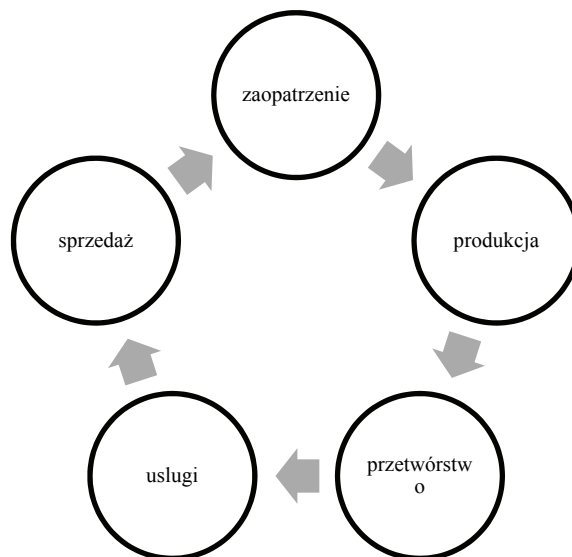 zaopatrzenie
produkcja
przetwórstw
o
uslugi
sprzedaż